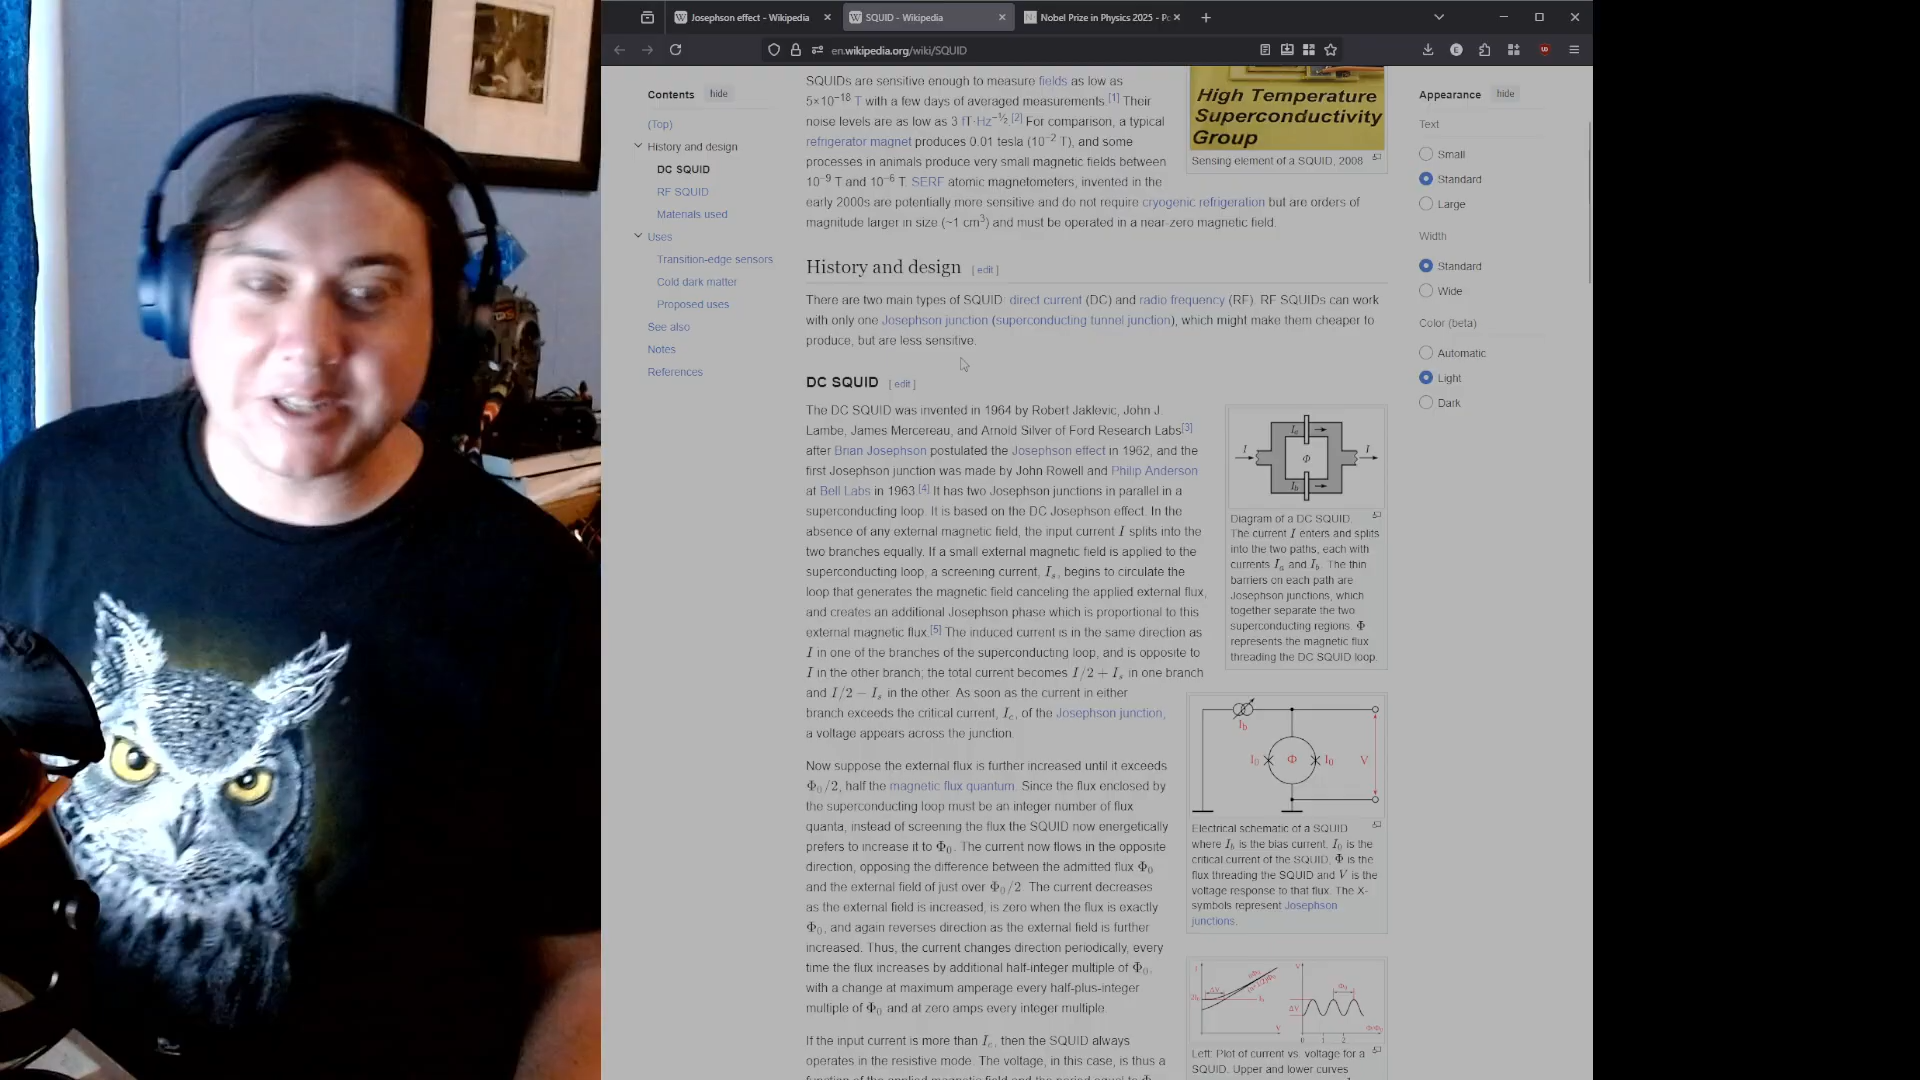 Josephson effect - Wikipedia
SQUID - Wikipedia
Nobel Prize in Physics 2025 - Po
en.wikipedia.org/wiki/SQUID
Contents hide
(Top)
History and design
DC SQUID
RF SQUID
Materials used
Uses
Transition-edge sensors
Cold dark matter
Proposed uses
See also
Notes
References
SQUIDs are sensitive enough to measure fields as low as
5×10⁻¹⁸ T with a few days of averaged measurements.[1] Their
noise levels are as low as 3 fT·Hz⁻½.[2] For comparison, a typical
refrigerator magnet produces 0.01 tesla (10⁻² T), and some
processes in animals produce very small magnetic fields between
10⁻⁹ T and 10⁻⁶ T. SERF atomic magnetometers, invented in the
early 2000s are potentially more sensitive and do not require cryogenic refrigeration but are orders of
magnitude larger in size (~1 cm³) and must be operated in a near-zero magnetic field.
High Temperature
Superconductivity
Group
Sensing element of a SQUID, 2008
History and design [ edit ]
There are two main types of SQUID: direct current (DC) and radio frequency (RF). RF SQUIDs can work
with only one Josephson junction (superconducting tunnel junction), which might make them cheaper to
produce, but are less sensitive.
DC SQUID [ edit ]
The DC SQUID was invented in 1964 by Robert Jaklevic, John J.
Lambe, James Mercereau, and Arnold Silver of Ford Research Labs[3]
after Brian Josephson postulated the Josephson effect in 1962, and the
first Josephson junction was made by John Rowell and Philip Anderson
at Bell Labs in 1963.[4] It has two Josephson junctions in parallel in a
superconducting loop. It is based on the DC Josephson effect. In the
absence of any external magnetic field, the input current I splits into the
two branches equally. If a small external magnetic field is applied to the
superconducting loop, a screening current, Iₛ, begins to circulate the
loop that generates the magnetic field canceling the applied external flux,
and creates an additional Josephson phase which is proportional to this
external magnetic flux.[5] The induced current is in the same direction as
I in one of the branches of the superconducting loop, and is opposite to
I in the other branch; the total current becomes I/2 + Iₛ in one branch
and I/2 − Iₛ in the other. As soon as the current in either
branch exceeds the critical current, I_c, of the Josephson junction,
a voltage appears across the junction.
Now suppose the external flux is further increased until it exceeds
Φ₀/2, half the magnetic flux quantum. Since the flux enclosed by
the superconducting loop must be an integer number of flux
quanta, instead of screening the flux the SQUID now energetically
prefers to increase it to Φ₀. The current now flows in the opposite
direction, opposing the difference between the admitted flux Φ₀
and the external field of just over Φ₀/2. The current decreases
as the external field is increased, is zero when the flux is exactly
Φ₀, and again reverses direction as the external field is further
increased. Thus, the current changes direction periodically, every
time the flux increases by additional half-integer multiple of Φ₀,
with a change at maximum amperage every half-plus-integer
multiple of Φ₀ and at zero amps every integer multiple.
If the input current is more than I_c, then the SQUID always
operates in the resistive mode. The voltage, in this case, is thus a
I Iₐ Φ I_b I
Diagram of a DC SQUID.
The current I enters and splits
into the two paths, each with
currents Iₐ and I_b. The thin
barriers on each path are
Josephson junctions, which
together separate the two
superconducting regions. Φ
represents the magnetic flux
threading the DC SQUID loop.
I_b
I₀ Φ I₀ V
Electrical schematic of a SQUID
where I_b is the bias current, I₀ is the
critical current of the SQUID, Φ is the
flux threading the SQUID and V is the
voltage response to that flux. The X-
symbols represent Josephson
junctions.
ΔV
V
V
ΔV
0 1 2
Left: Plot of current vs. voltage for a
SQUID. Upper and lower curves
Appearance hide
Text
Small
Standard
Large
Width
Standard
Wide
Color (beta)
Automatic
Light
Dark